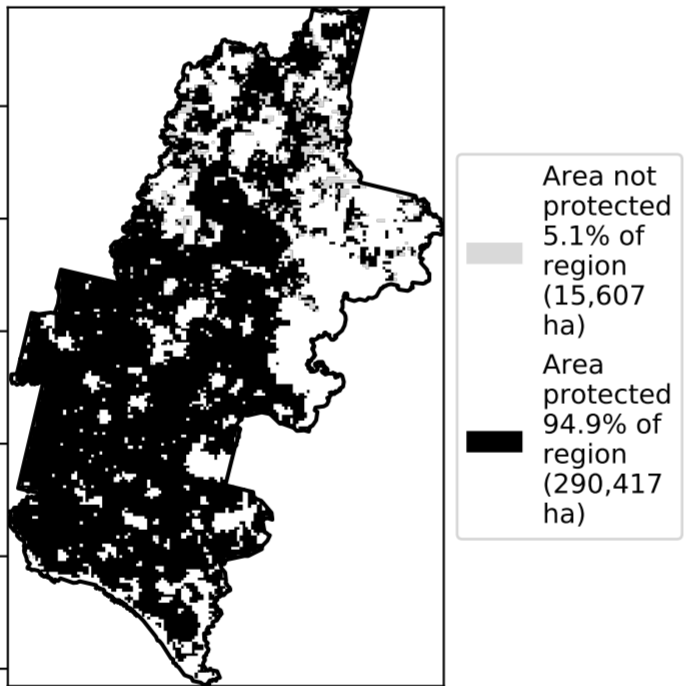 Area not
protected
5.1% of
region
(15,607
ha)
Area
protected
94.9% of
region
(290,417
ha)